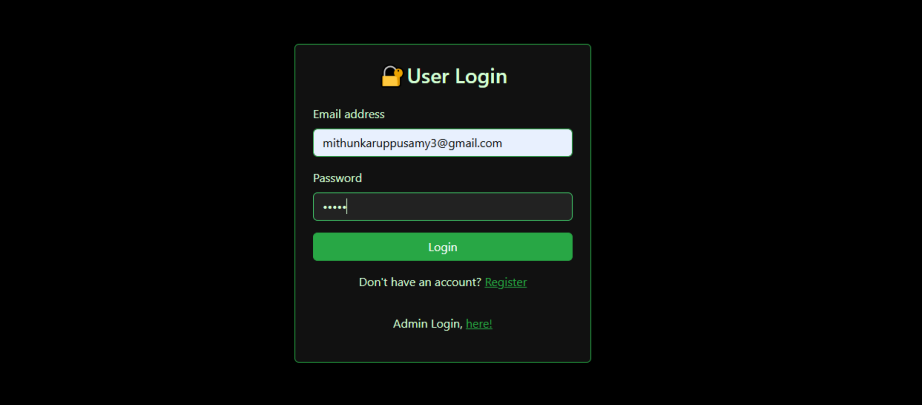 🔐 User Login
Email address
mithunkaruppusamy3@gmail.com
Password
•••••
Login
Don't have an account? Register
Admin Login, here!